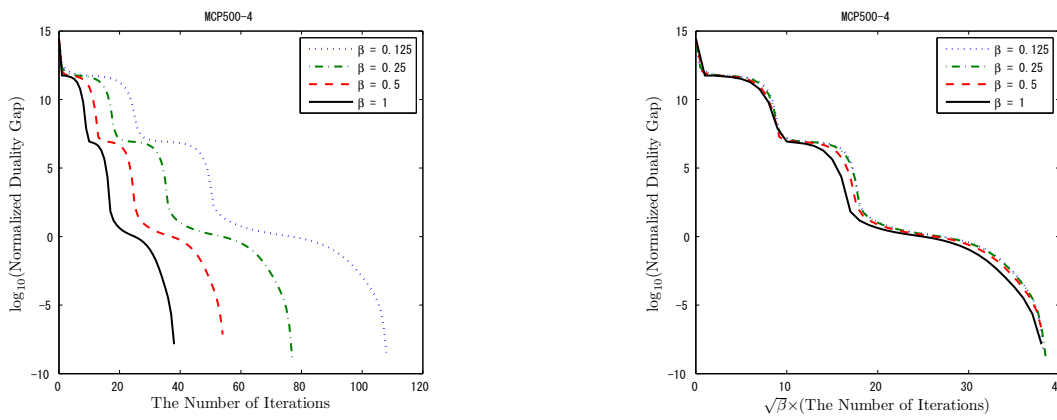 MCP500-4
log10(Normalized Duality Gap)
15
10
5
0
−5
−10
0
20
40
60
80
100
120
The Number of Iterations
β = 0.125
β = 0.25
β = 0.5
β = 1
MCP500-4
log10(Normalized Duality Gap)
15
10
5
0
−5
−10
0
10
20
30
40
√β×(The Number of Iterations)
β = 0.125
β = 0.25
β = 0.5
β = 1